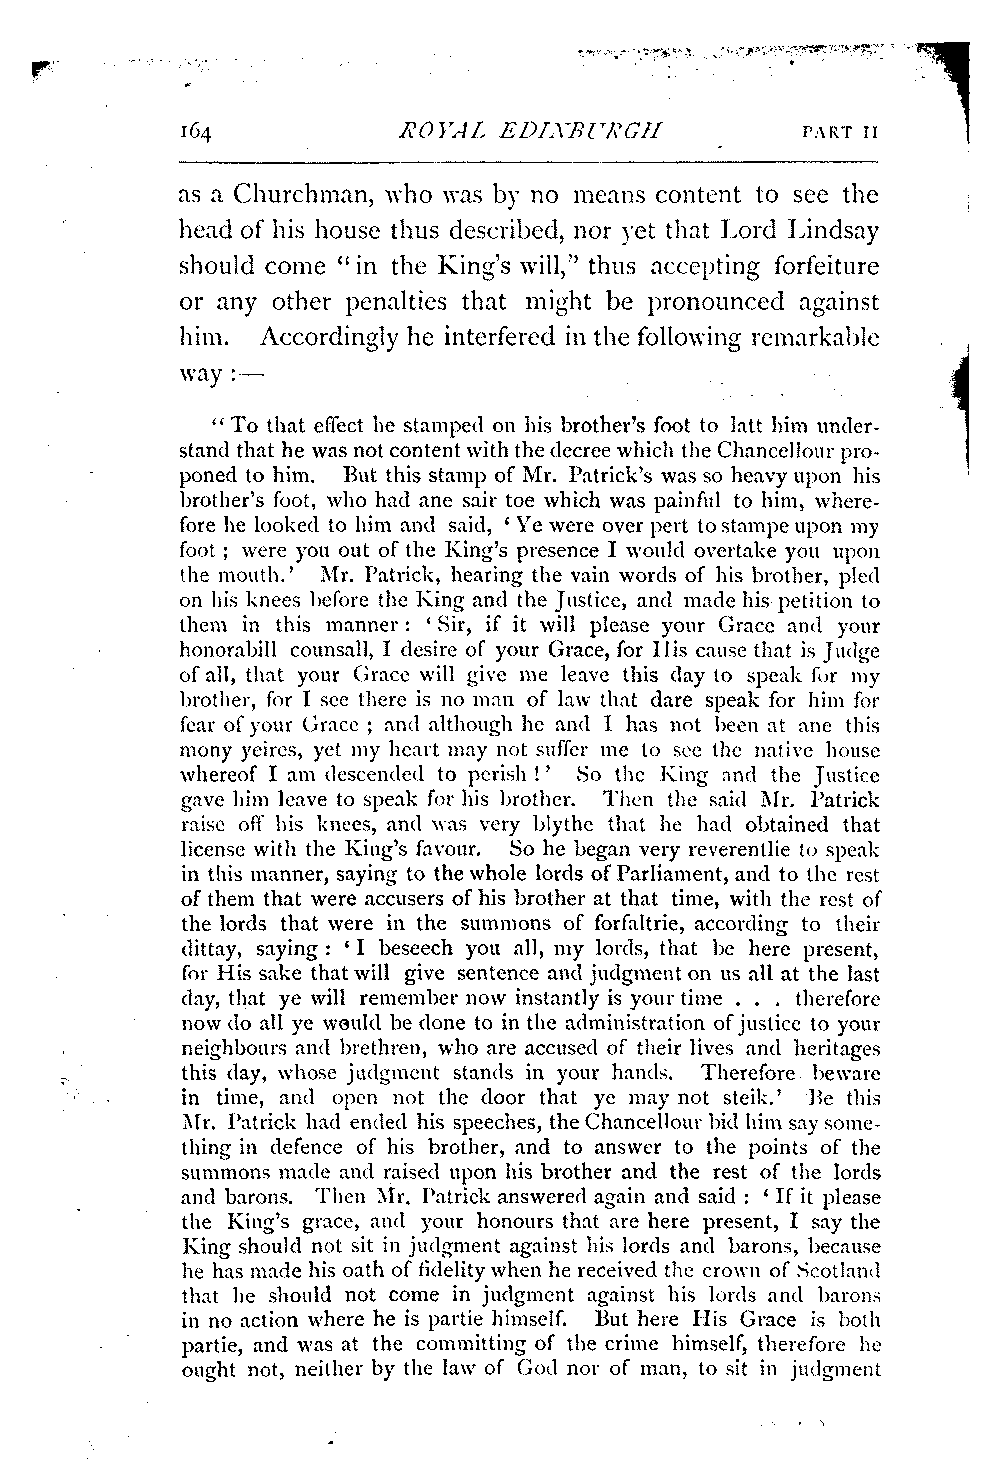 164 ROYAL EDINBURGH PART II
as a Churchman, who was by no means content to see the
head of his house thus described, nor yet that Lord Lindsay
should come “in the King's will,” thus accepting forfeiture
or any other penalties that might be pronounced against
him. Accordingly he interfered in the following remarkable
way :—
“To that effect he stamped on his brother's foot to latt him under-
stand that he was not content with the decree which the Chancellour pro-
poned to him. But this stamp of Mr. Patrick's was so heavy upon his
brother's foot, who had ane sair toe which was painful to him, where-
fore he looked to him and said, ‘Ye were over pert to stampe upon my
foot ; were you out of the King's presence I would overtake you upon
the mouth.’ Mr. Patrick, hearing the vain words of his brother, pled
on his knees before the King and the Justice, and made his petition to
them in this manner : ‘Sir, if it will please your Grace and your
honorabill counsall, I desire of your Grace, for His cause that is Judge
of all, that your Grace will give me leave this day to speak for my
brother, for I see there is no man of law that dare speak for him for
fear of your Grace ; and although he and I has not been at ane this
mony yeires, yet my heart may not suffer me to see the native house
whereof I am descended to perish !’ So the King and the Justice
gave him leave to speak for his brother. Then the said Mr. Patrick
raise off his knees, and was very blythe that he had obtained that
license with the King's favour. So he began very reverentlie to speak
in this manner, saying to the whole lords of Parliament, and to the rest
of them that were accusers of his brother at that time, with the rest of
the lords that were in the summons of forfaltrie, according to their
dittay, saying : ‘I beseech you all, my lords, that be here present,
for His sake that will give sentence and judgment on us all at the last
day, that ye will remember now instantly is your time . . . therefore
now do all ye would be done to in the administration of justice to your
neighbours and brethren, who are accused of their lives and heritages
this day, whose judgment stands in your hands. Therefore beware
in time, and open not the door that ye may not steik.’ Be this
Mr. Patrick had ended his speeches, the Chancellour bid him say some-
thing in defence of his brother, and to answer to the points of the
summons made and raised upon his brother and the rest of the lords
and barons. Then Mr. Patrick answered again and said : ‘If it please
the King's grace, and your honours that are here present, I say the
King should not sit in judgment against his lords and barons, because
he has made his oath of fidelity when he received the crown of Scotland
that he should not come in judgment against his lords and barons
in no action where he is partie himself. But here His Grace is both
partie, and was at the committing of the crime himself, therefore he
ought not, neither by the law of God nor of man, to sit in judgment